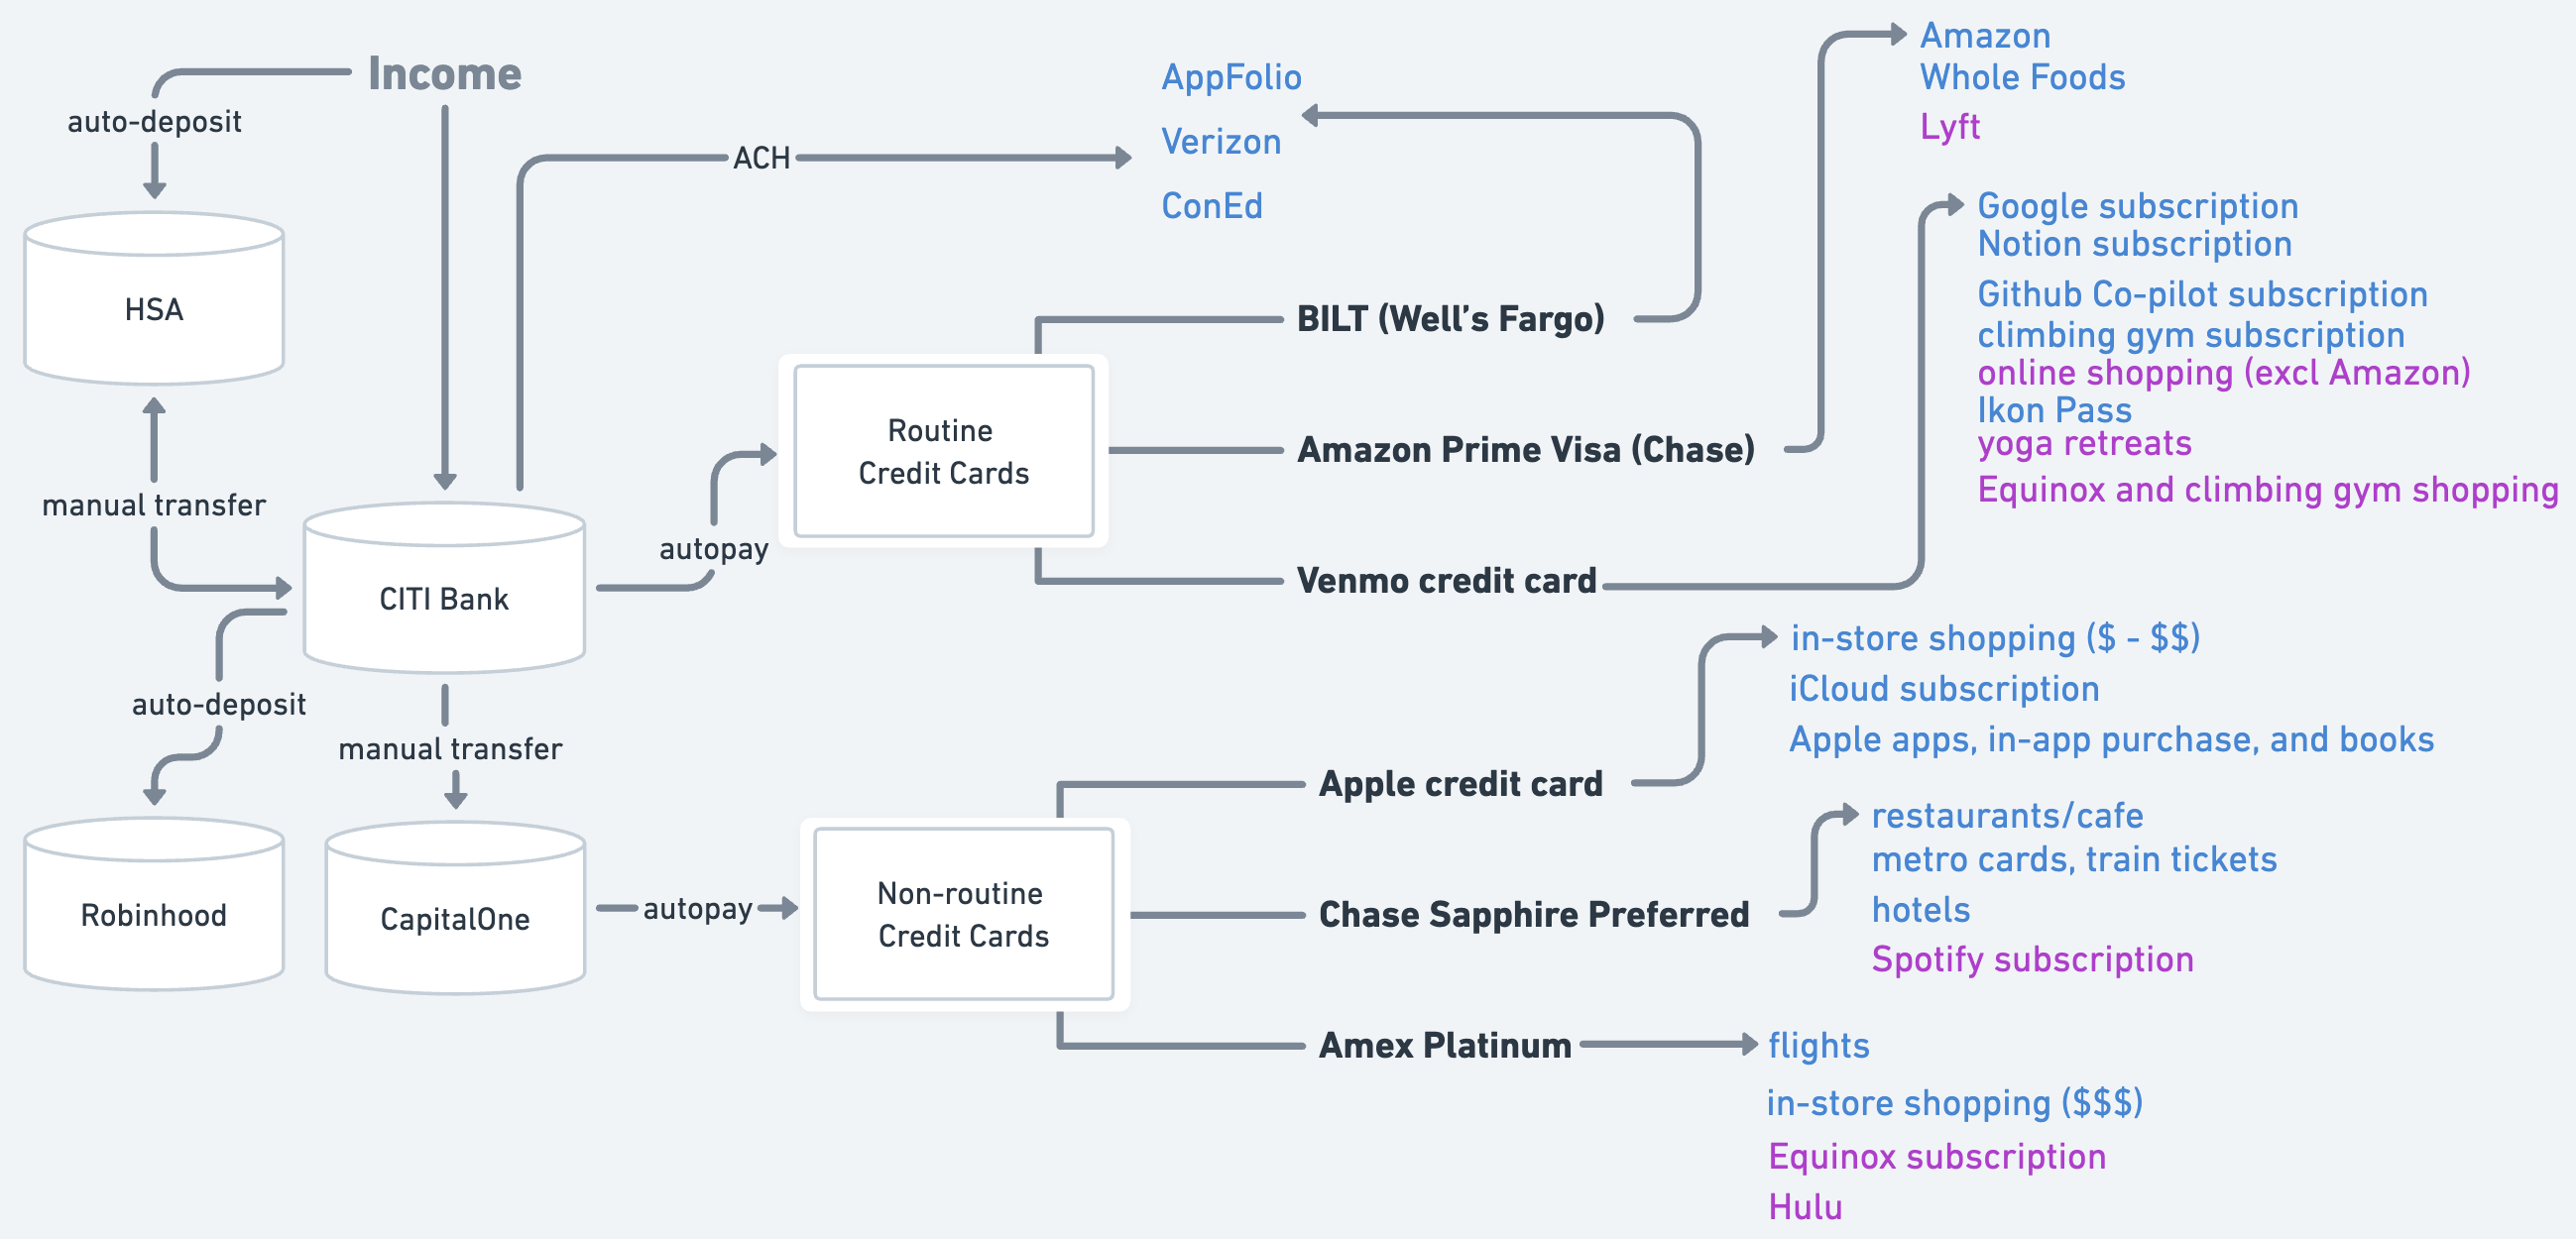 Income
auto-deposit
HSA
manual transfer
CITI Bank
auto-deposit
manual transfer
Robinhood
CapitalOne
ACH
AppFolio
Verizon
ConEd
autopay
Routine
Credit Cards
BILT (Well’s Fargo)
Amazon Prime Visa (Chase)
Venmo credit card
Amazon
Whole Foods
Lyft
Google subscription
Notion subscription
Github Co-pilot subscription
climbing gym subscription
online shopping (excl Amazon)
Ikon Pass
yoga retreats
Equinox and climbing gym shopping
autopay
Non-routine
Credit Cards
Apple credit card
Chase Sapphire Preferred
Amex Platinum
in-store shopping ($ - $$)
iCloud subscription
Apple apps, in-app purchase, and books
restaurants/cafe
metro cards, train tickets
hotels
Spotify subscription
flights
in-store shopping ($$$)
Equinox subscription
Hulu